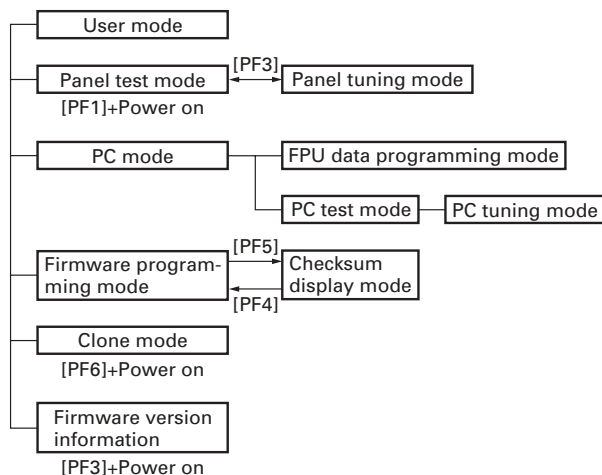 User mode
Panel test mode
[PF3]
Panel tuning mode
[PF1]+Power on
PC mode
FPU data programming mode
PC test mode
PC tuning mode
Firmware program-
ming mode
[PF5]
[PF4]
Checksum
display mode
Clone mode
[PF6]+Power on
Firmware version
information
[PF3]+Power on